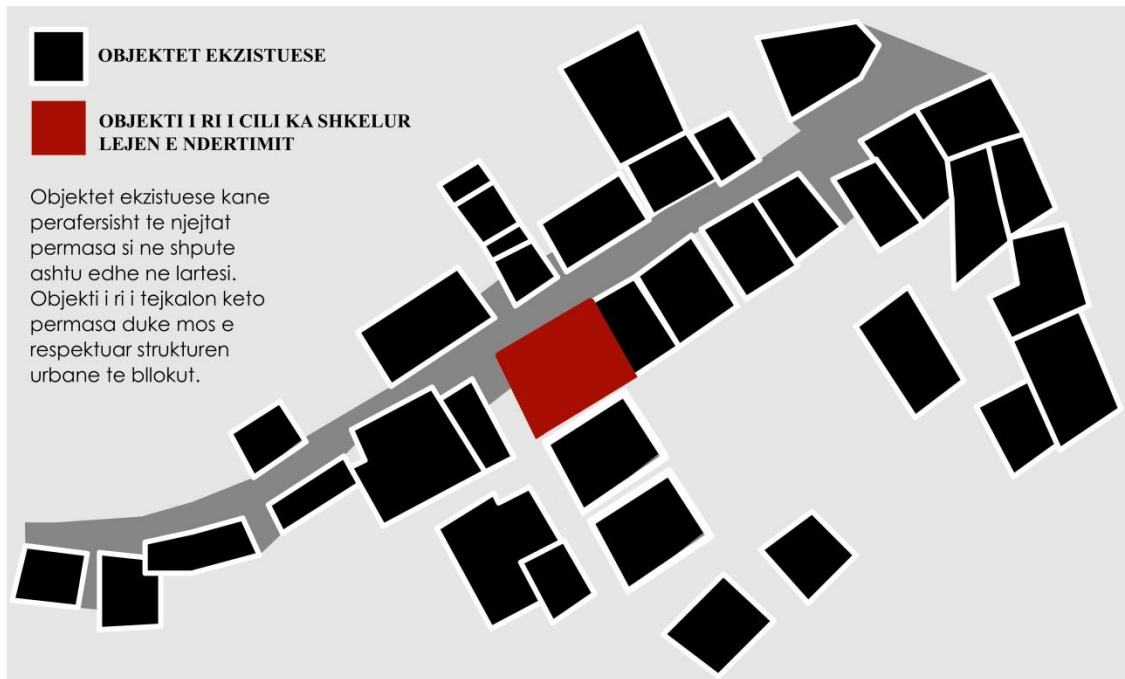 OBJEKTET EKZISTUESE
OBJEKTI I RI I CILI KA SHKELUR
LEJEN E NDERTIMIT
Objektet ekzistuese kane
perafersisht te njejtat
permasa si ne shpute
ashtu edhe ne lartesi.
Objekti i ri i tejkalon keto
permasa duke mos e
respektuar strukturen
urbane te bllokut.